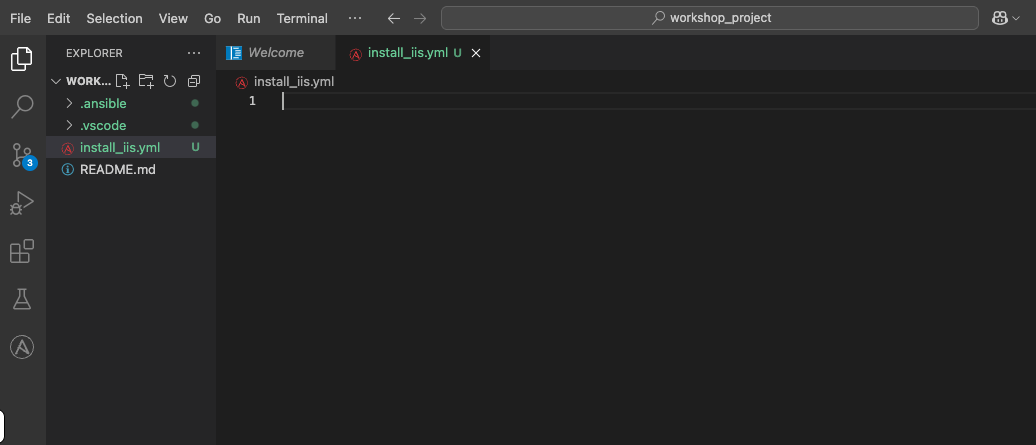 File Edit Selection View Go Run Terminal ··· workshop_project
EXPLORER ···
WORK...
.ansible
.vscode
install_iis.yml U
README.md
3
Welcome install_iis.yml U
install_iis.yml
1